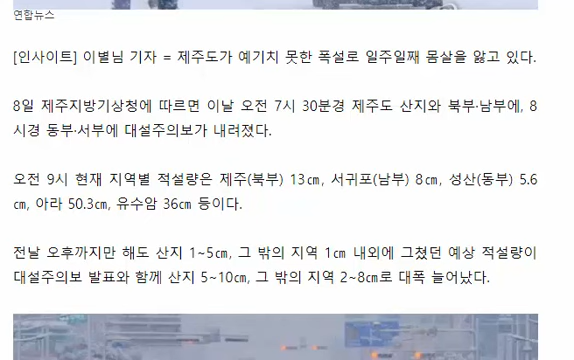 연합뉴스
[인사이트] 이별님 기자 = 제주도가 예기치 못한 폭설로 일주일째 몸살을 앓고 있다.
8일 제주지방기상청에 따르면 이날 오전 7시 30분경 제주도 산지와 북부·남부에, 8
시경 동부·서부에 대설주의보가 내려졌다.
오전 9시 현재 지역별 적설량은 제주(북부) 13㎝, 서귀포(남부) 8㎝, 성산(동부) 5.6
㎝, 아라 50.3㎝, 유수암 36㎝ 등이다.
전날 오후까지만 해도 산지 1~5㎝, 그 밖의 지역 1㎝ 내외에 그쳤던 예상 적설량이
대설주의보 발표와 함께 산지 5~10㎝, 그 밖의 지역 2~8㎝로 대폭 늘어났다.